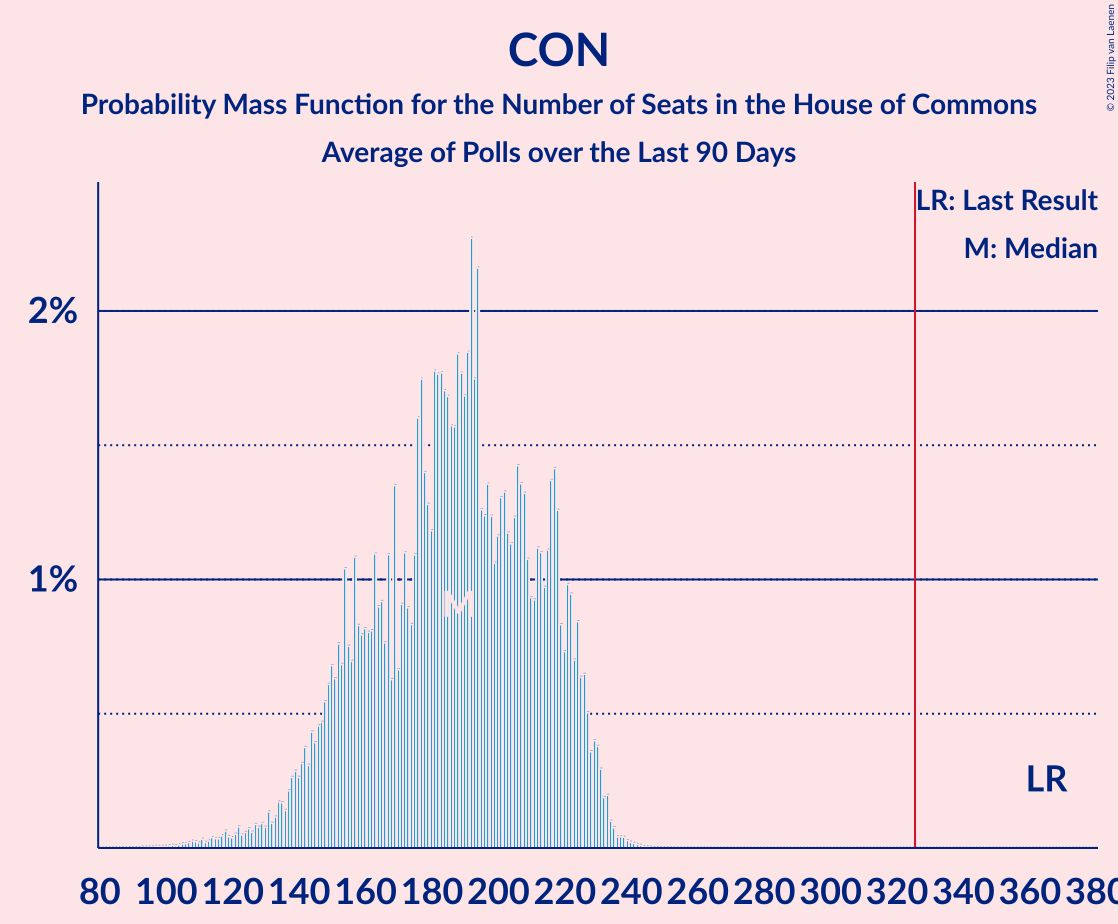 CON
Probability Mass Function for the Number of Seats in the House of Commons
Average of Polls over the Last 90 Days
© 2023 Filip van Laenen
LR: Last Result
M: Median
2%
1%
M
LR
80 100 120 140 160 180 200 220 240 260 280 300 320 340 360 380